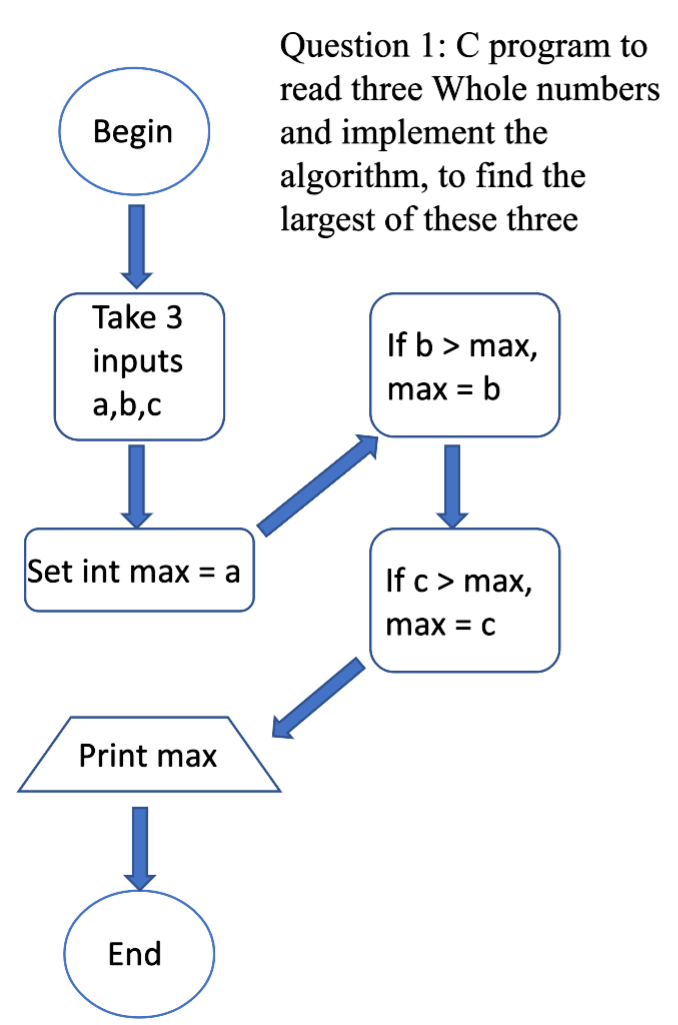 Question 1: C program to
read three Whole numbers
and implement the
algorithm, to find the
largest of these three
Begin
Take 3
inputs
a,b,c
Set int max = a
If b > max,
max = b
If c > max,
max = c
Print max
End